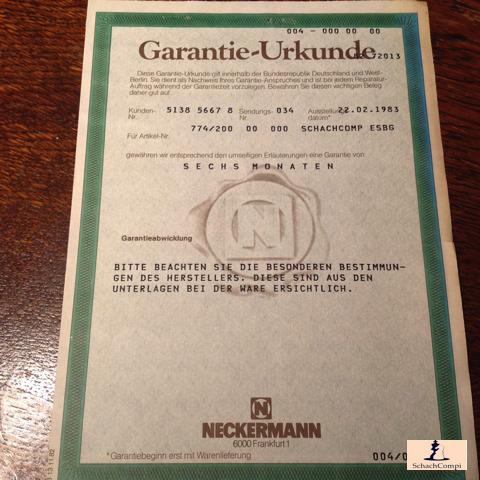 004 - 000 00 00
Garantie-Urkunde
/2013
Diese Garantie-Urkunde gilt innerhalb der Bundesrepublik Deutschland und West-
Berlin. Sie dient als Nachweis Ihres Garantie-Anspruches und ist bei jedem Reparatur-
Auftrag während der Garantiezeit vorzulegen. Bewahren Sie diesen wichtigen Beleg
daher gut auf.
Kunden-Nr. 5138 5667 8 Sendungs-Nr. 034 Ausstellungs-datum* 22.02.1983
Für Artikel-Nr. 774/200 00 000 SCHACHCOMP ESBG
gewähren wir entsprechend den umseitigen Erläuterungen eine Garantie von
SECHS MONATEN
N
Garantieabwicklung
BITTE BEACHTEN SIE DIE BESONDEREN BESTIMMUN-
GEN DES HERSTELLERS. DIESE SIND AUS DEN
UNTERLAGEN BEI DER WARE ERSICHTLICH.
N
NECKERMANN
6000 Frankfurt 1
*Garantiebeginn erst mit Warenlieferung
004/0
13 11.82
SchachCompi